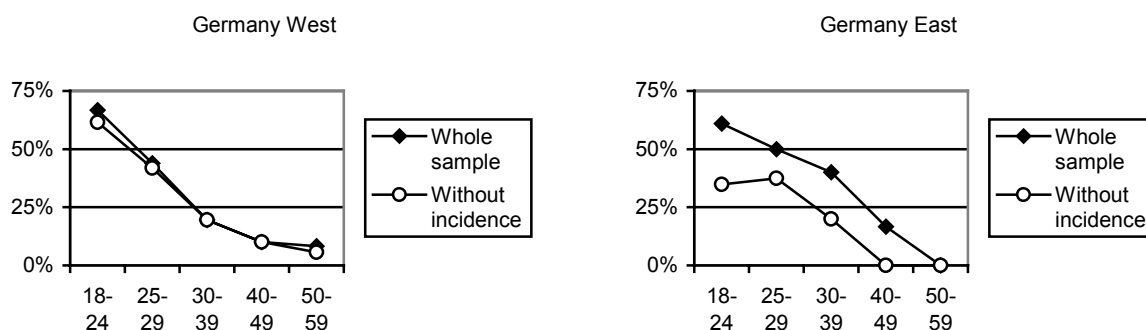 Germany West
75%
50%
25%
0%
18-
24
25-
29
30-
39
40-
49
50-
59
Whole
sample
Without
incidence
Germany East
75%
50%
25%
0%
18-
24
25-
29
30-
39
40-
49
50-
59
Whole
sample
Without
incidence